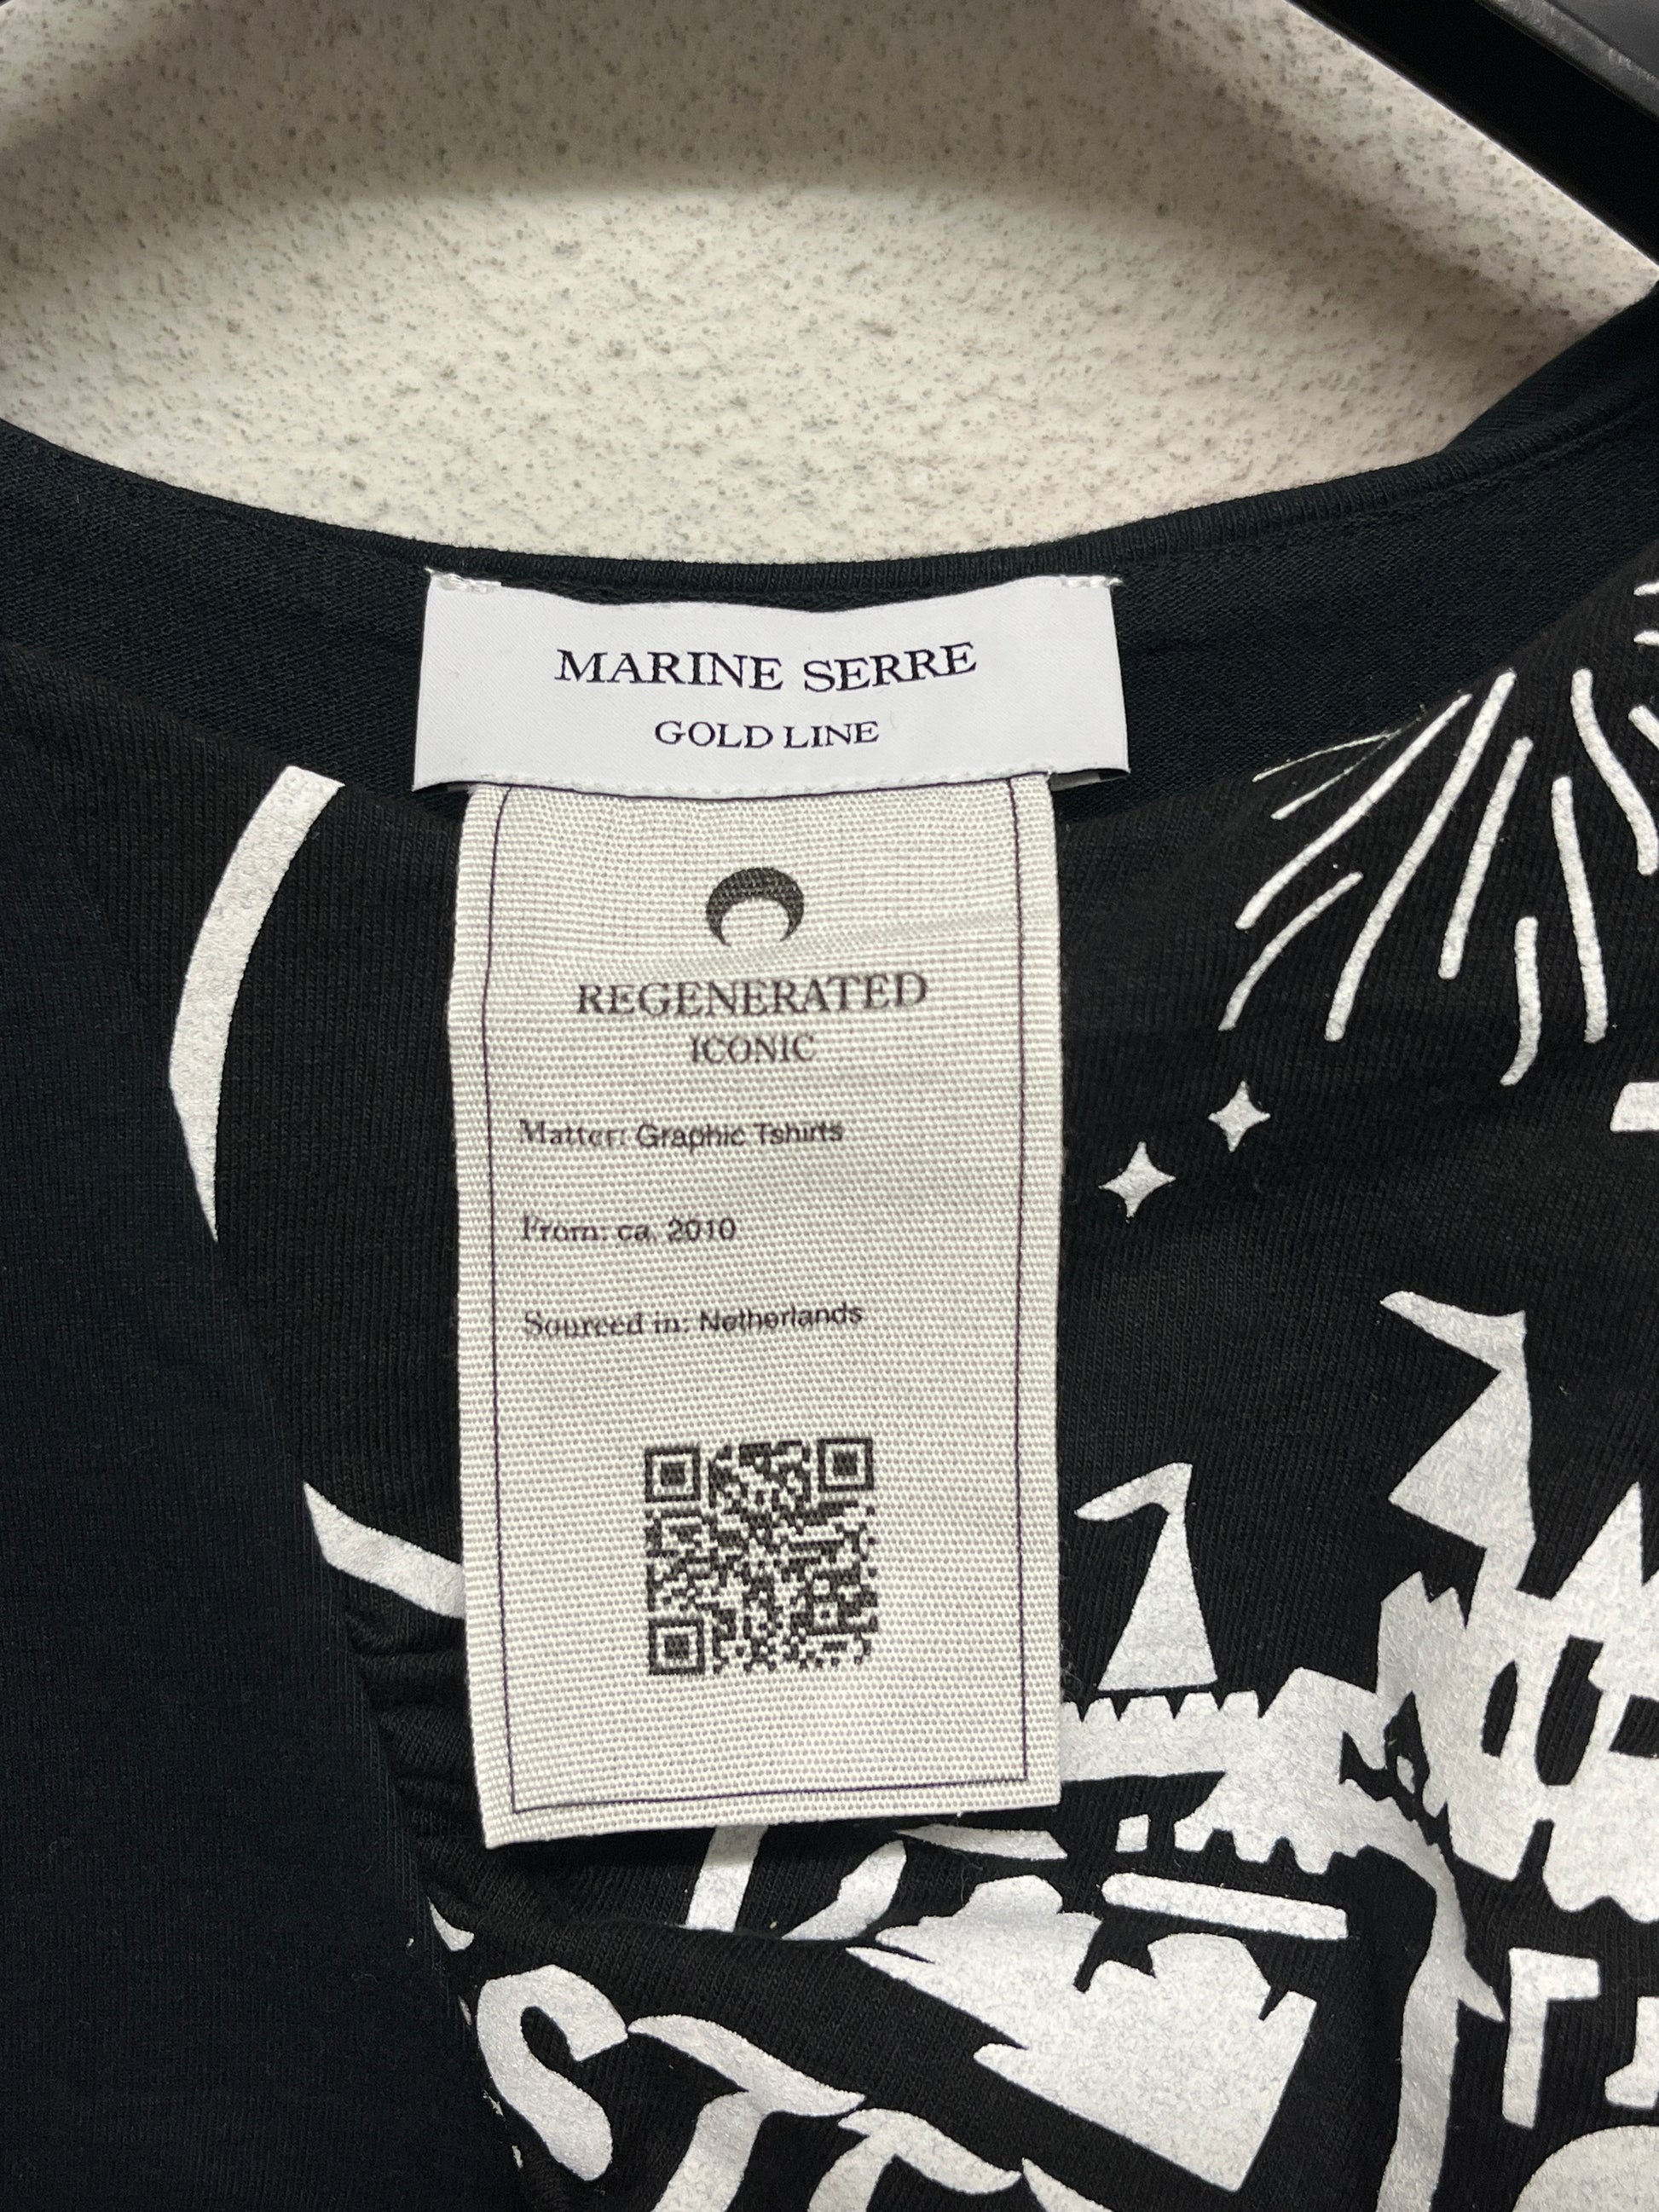 MARINE SERRE
GOLD LINE
REGENERATED
ICONIC
Matter: Graphic Tshirts
From: ca. 2010
Sourced in: Netherlands